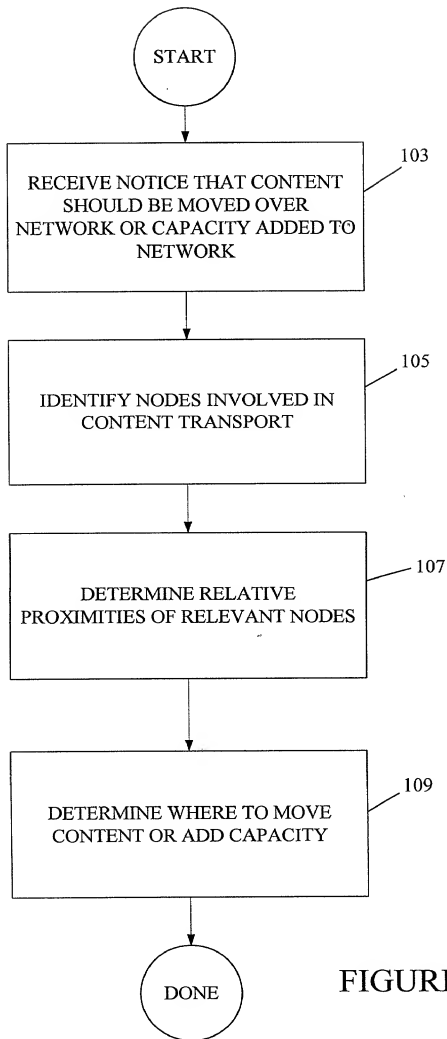 START
RECEIVE NOTICE THAT CONTENT
SHOULD BE MOVED OVER
NETWORK OR CAPACITY ADDED TO
NETWORK
103
IDENTIFY NODES INVOLVED IN
CONTENT TRANSPORT
105
DETERMINE RELATIVE
PROXIMITIES OF RELEVANT NODES
107
DETERMINE WHERE TO MOVE
CONTENT OR ADD CAPACITY
109
DONE
FIGURE